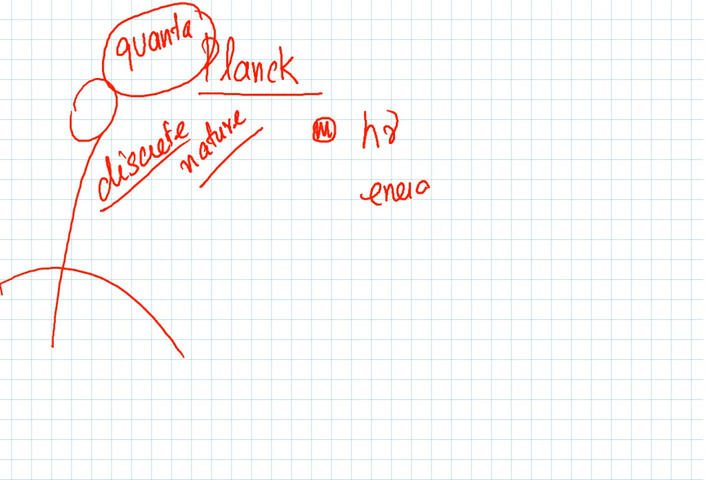 quanta
Planck
discrete
nature
m hν
energ